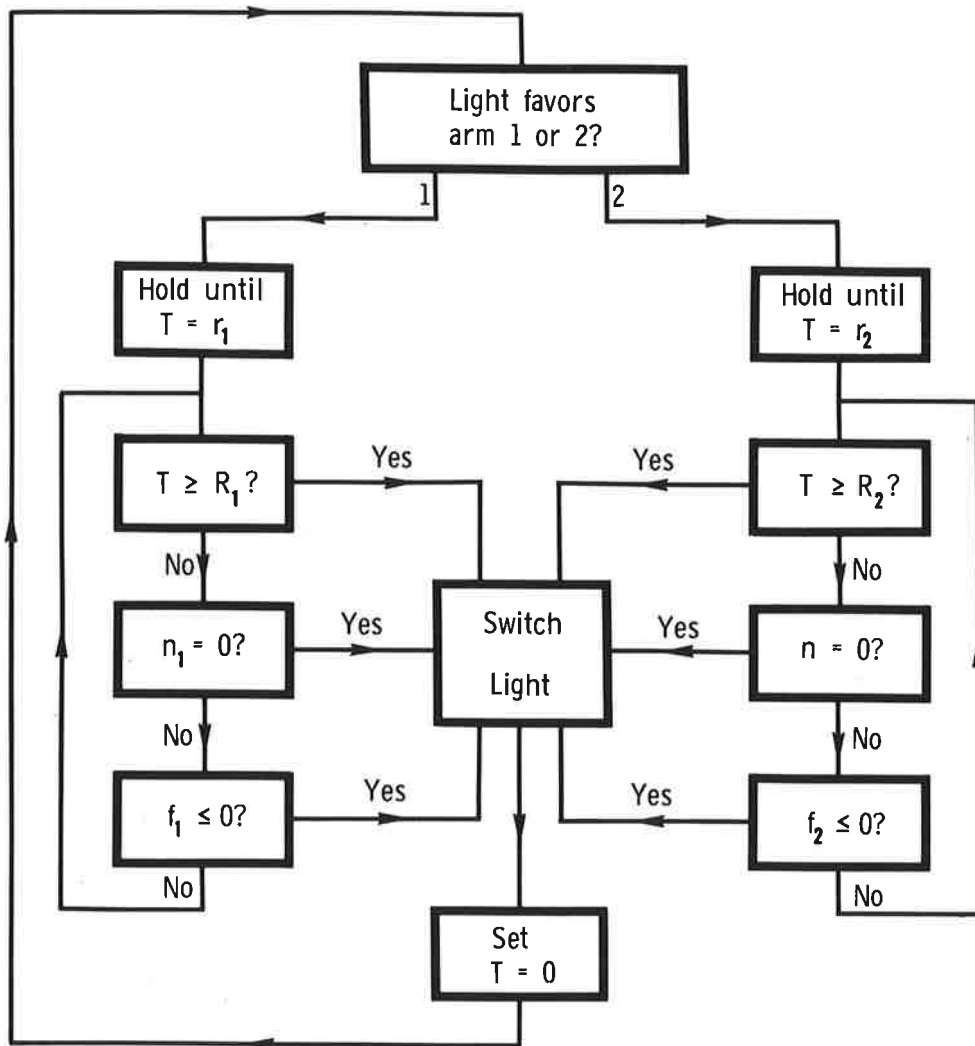 Light favors
arm 1 or 2?
1
2
Hold until
T = r₁
Hold until
T = r₂
T ≥ R₁?
Yes
Yes
T ≥ R₂?
No
No
n₁ = 0?
Yes
Switch
Light
Yes
n = 0?
No
No
f₁ ≤ 0?
Yes
Yes
f₂ ≤ 0?
No
No
Set
T = 0